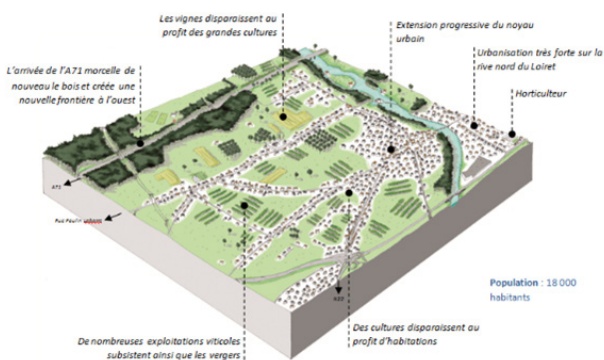 Les vignes disparaissent au
profit des grandes cultures
Extension progressive du noyau
urbain
Urbanisation très forte sur la
rive nord du Loiret
Horticulteur
L'arrivée de l'A71 morcelle de
nouveau le bois et créée une
nouvelle frontière à l'ouest
A71
Population : 18 000
habitants
De nombreuses exploitations viticoles
subsistent ainsi que les vergers
Des cultures disparaissent au
profit d'habitations